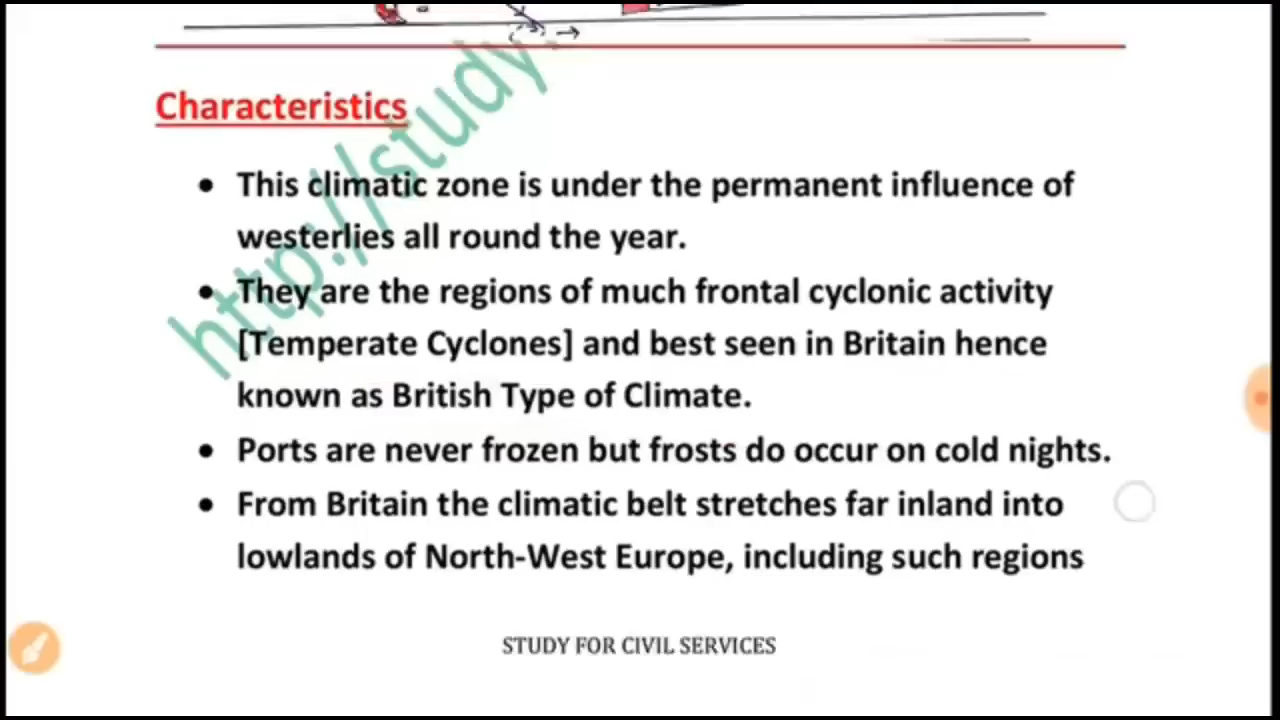 Characteristics
• This climatic zone is under the permanent influence of
westerlies all round the year.
• They are the regions of much frontal cyclonic activity
[Temperate Cyclones] and best seen in Britain hence
known as British Type of Climate.
• Ports are never frozen but frosts do occur on cold nights.
• From Britain the climatic belt stretches far inland into
lowlands of North-West Europe, including such regions
http://study.
STUDY FOR CIVIL SERVICES